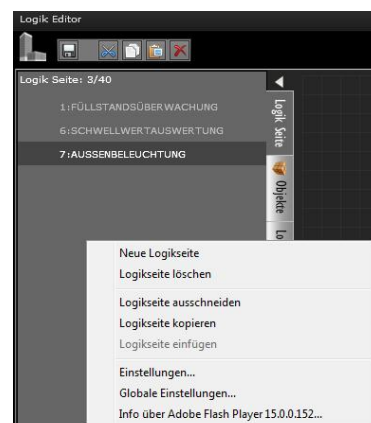 Logik Editor
Logik Seite: 3/40
1:FÜLLSTANDSÜBERWACHUNG
6:SCHWELLWERTAUSWERTUNG
7:AUSSENBELEUCHTUNG
Logik Seite
Objekte
Lo
Neue Logikseite
Logikseite löschen
Logikseite ausschneiden
Logikseite kopieren
Logikseite einfügen
Einstellungen...
Globale Einstellungen...
Info über Adobe Flash Player 15.0.0.152...